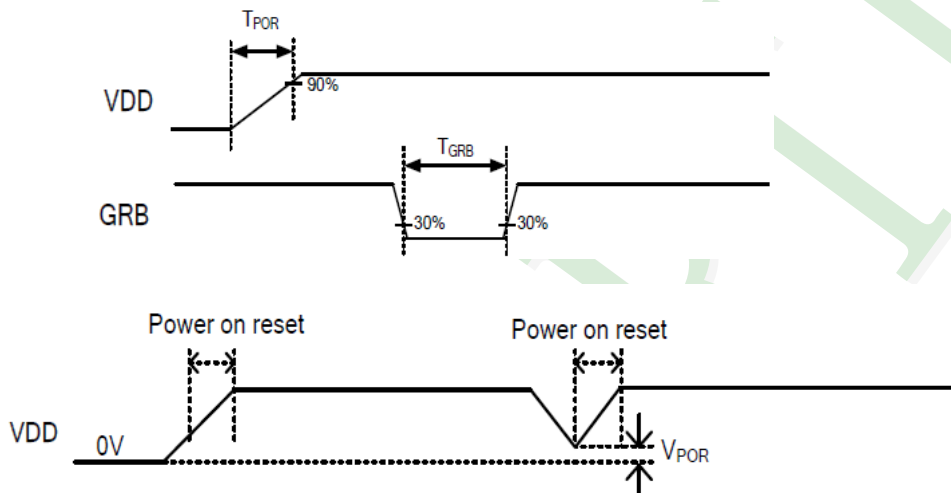 TPOR
90%
VDD
TGRB
GRB
30%
30%
Power on reset
Power on reset
VDD
0V
VPOR